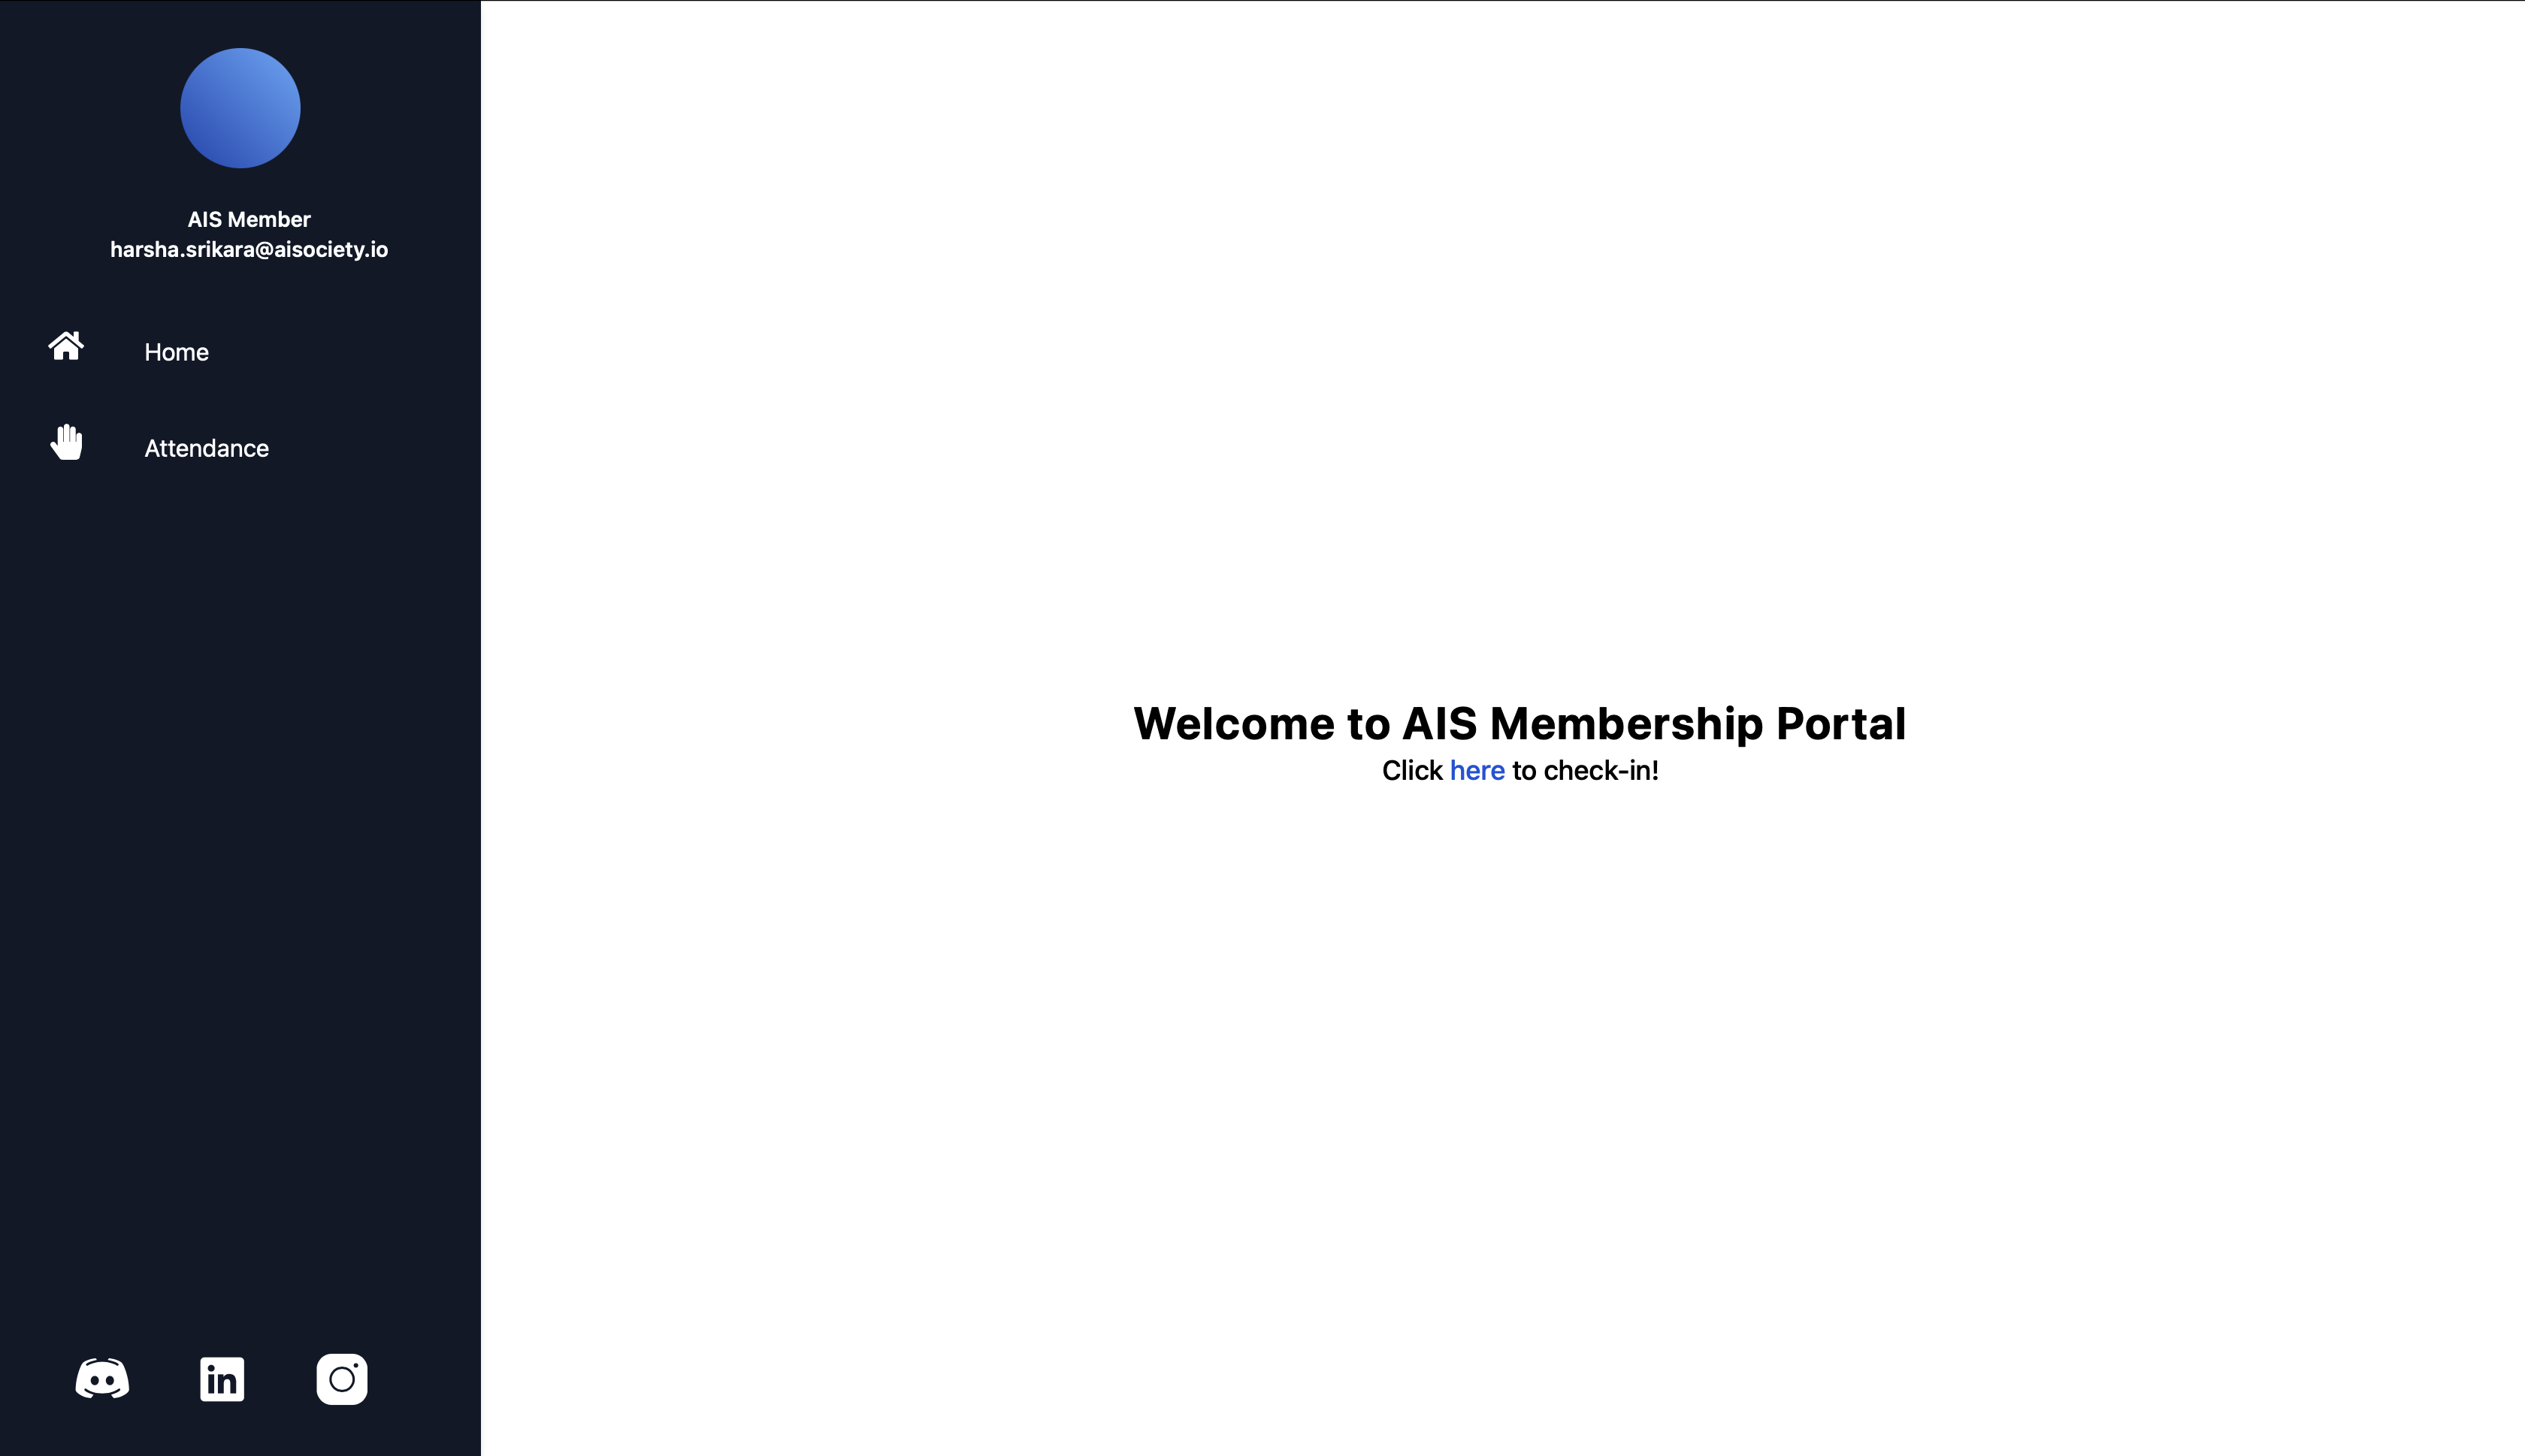 AIS Member
harsha.srikara@aisociety.io
Home
Attendance
Welcome to AIS Membership Portal
Click here to check-in!
in